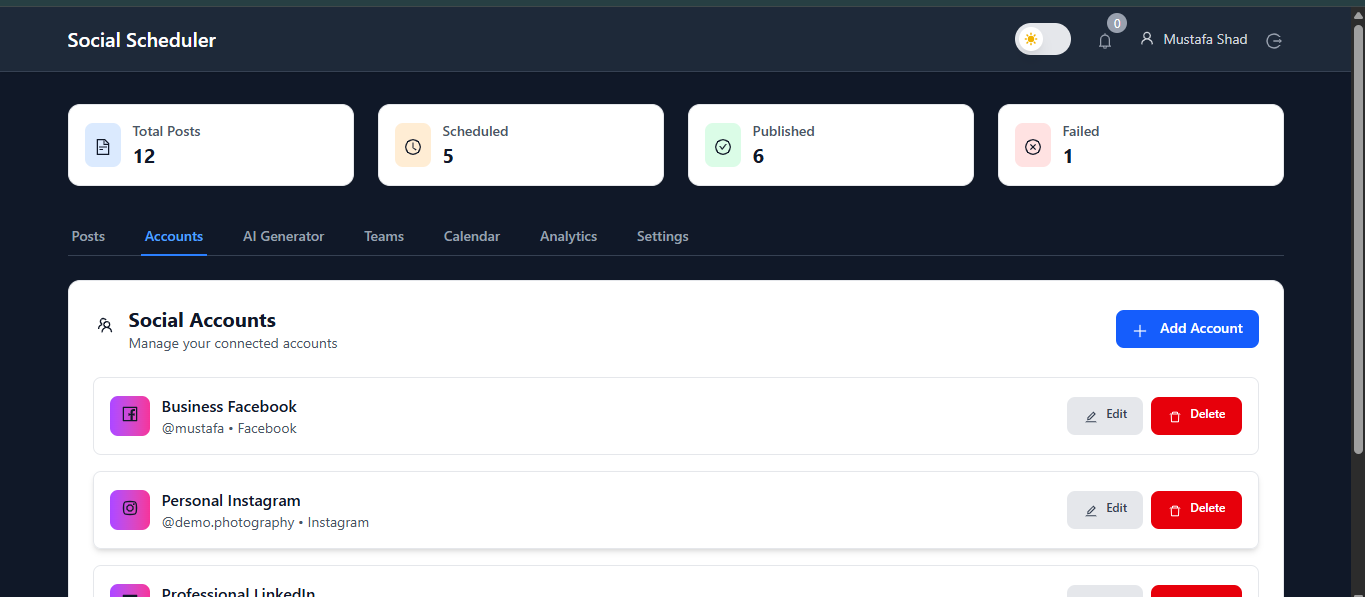 Social Scheduler
0
Mustafa Shad
Total Posts
12
Scheduled
5
Published
6
Failed
1
Posts Accounts AI Generator Teams Calendar Analytics Settings
Social Accounts
Manage your connected accounts
Add Account
Business Facebook
@mustafa • Facebook
Edit Delete
Personal Instagram
@demo.photography • Instagram
Edit Delete
Professional LinkedIn